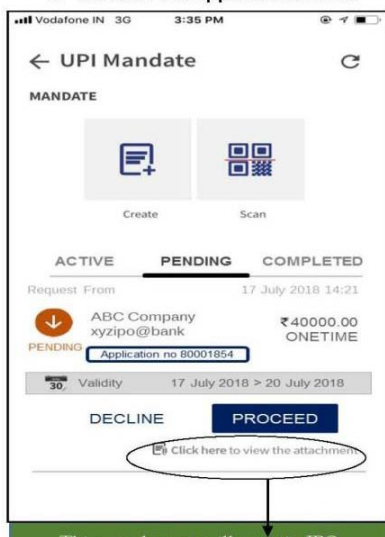 Vodafone IN 3G 3:35 PM
← UPI Mandate
MANDATE
Create Scan
ACTIVE PENDING COMPLETED
Request From 17 July 2018 14:21
ABC Company
xyzipo@bank
₹40000.00
ONETIME
PENDING
Application no 80001854
30 Validity 17 July 2018 > 20 July 2018
DECLINE PROCEED
Click here to view the attachment